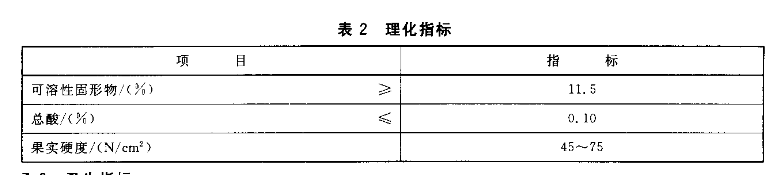 表 2 理化指标
项 目 指 标
可溶性固形物/(%) ≥ 11.5
总酸/(%) ≤ 0.10
果实硬度/(N/cm²) 45～75